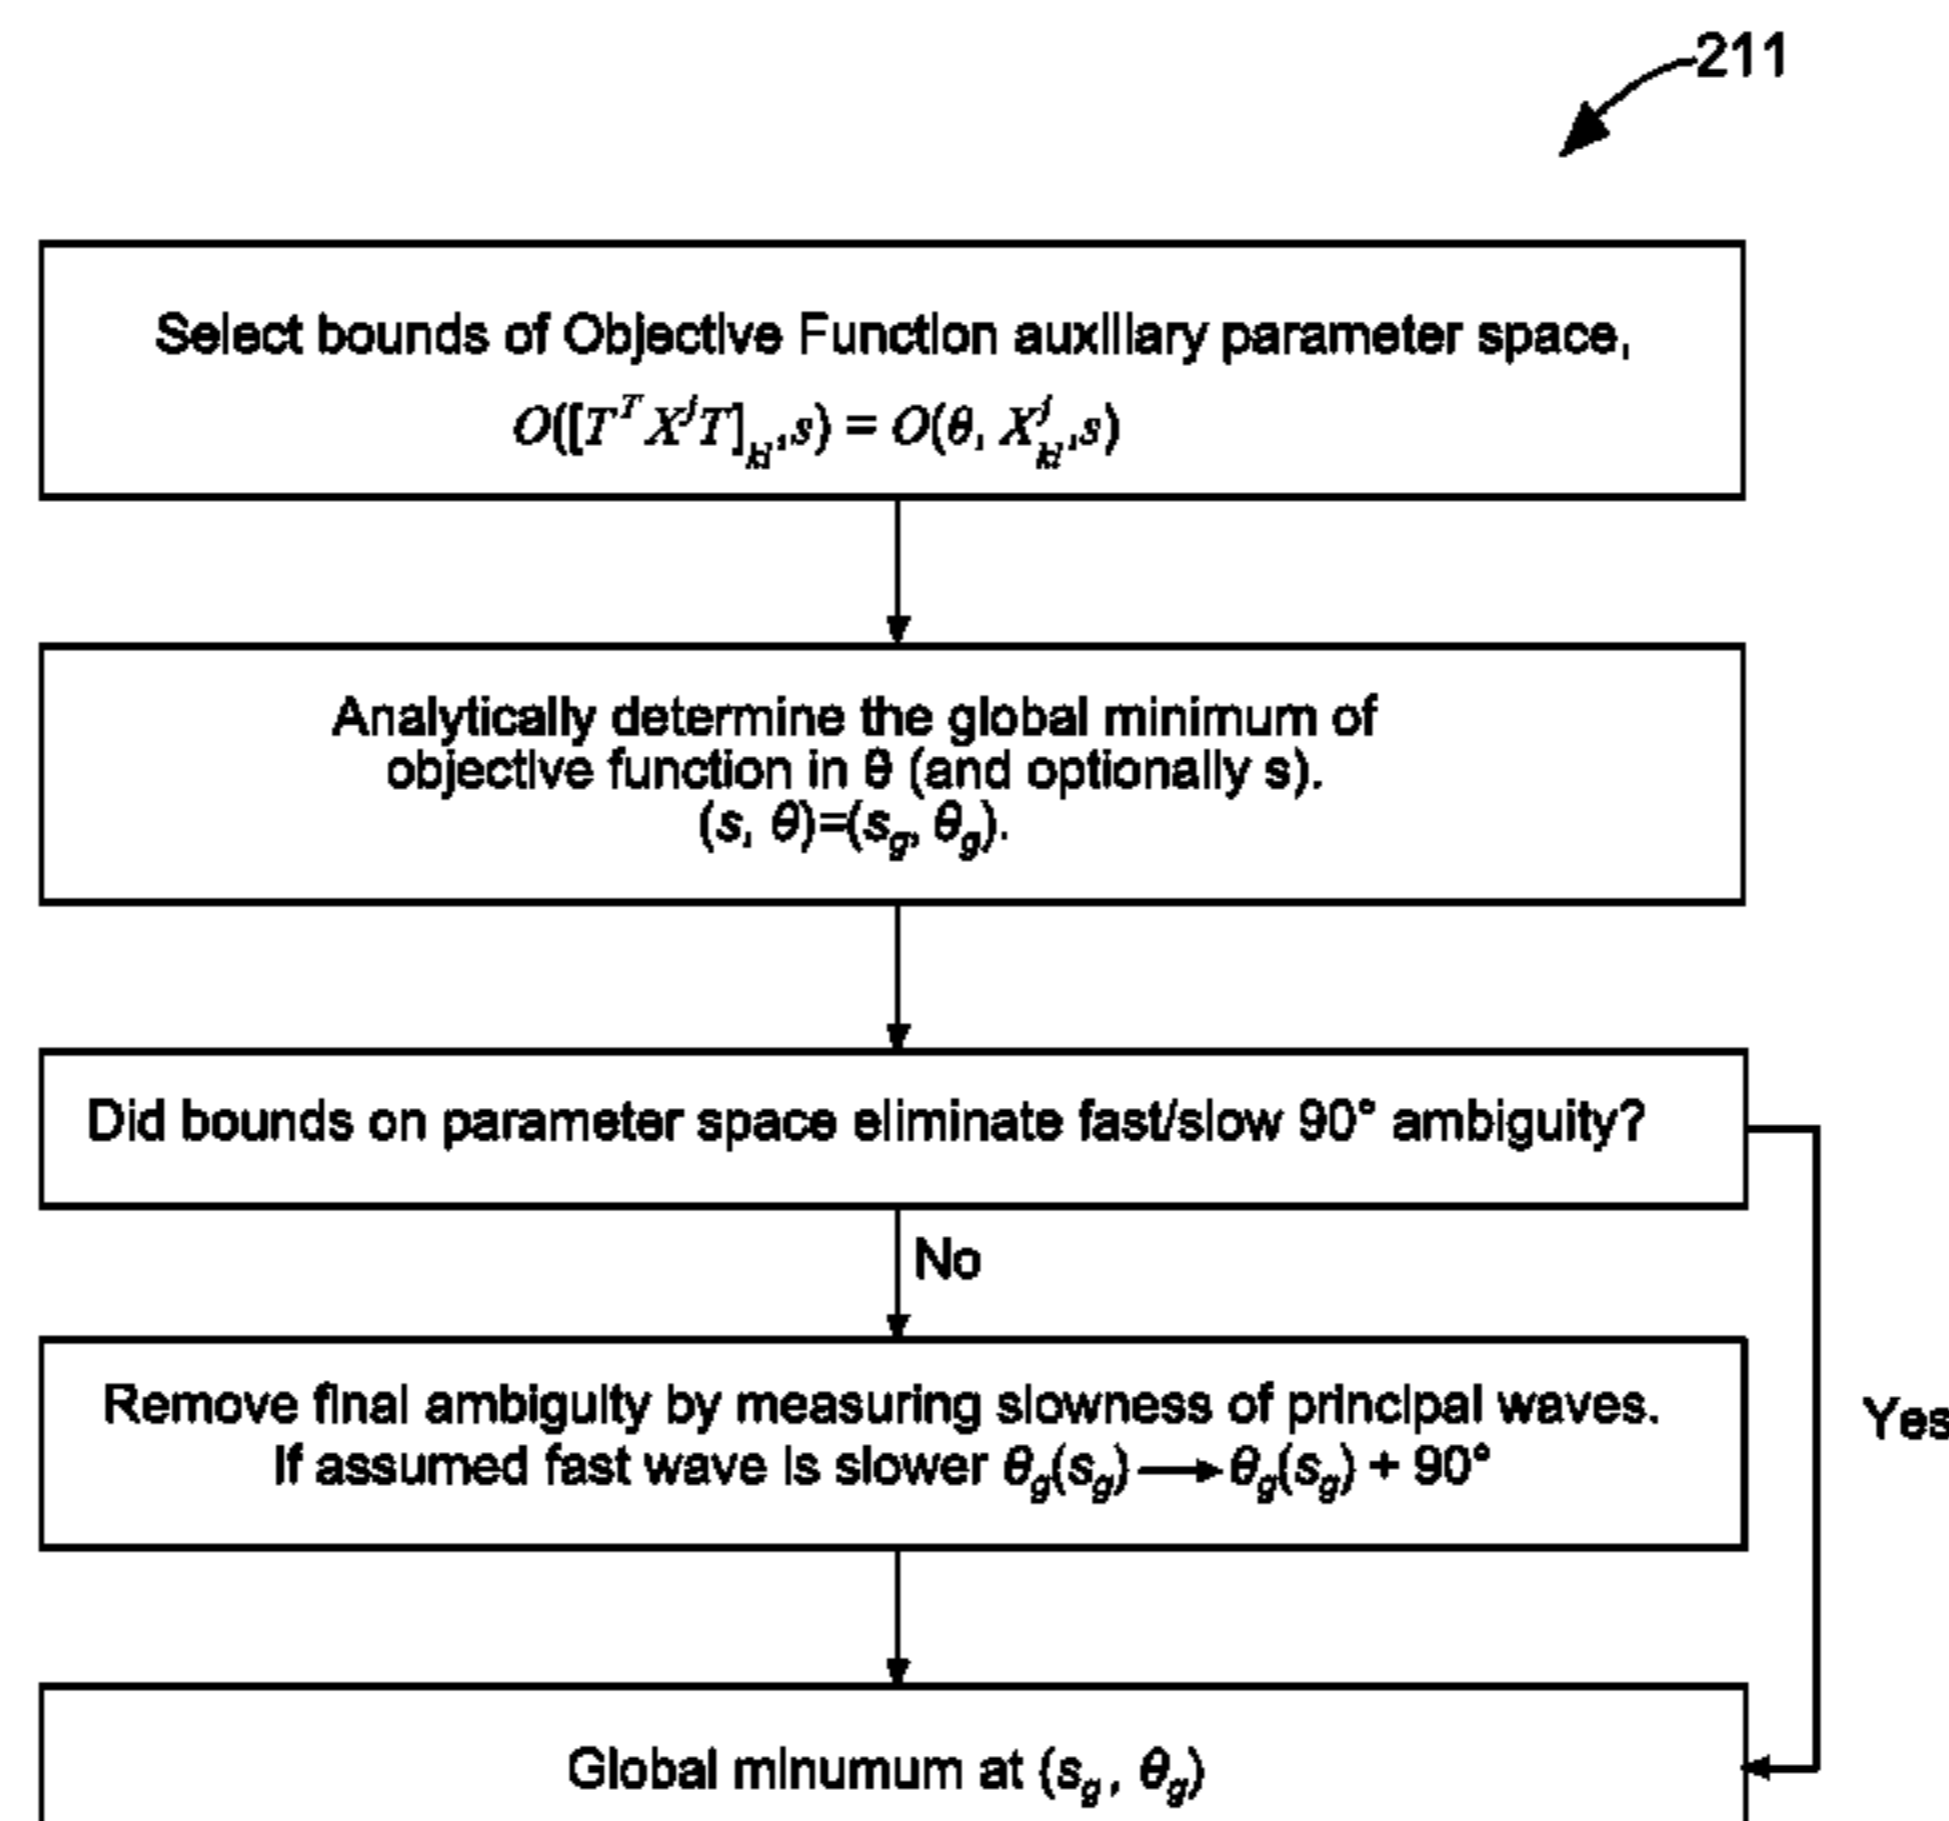 211
Select bounds of Objective Function auxiliary parameter space,
O([T^T X^j T]_kl, s) = O(θ, X^j_kl, s)
Analytically determine the global minimum of
objective function in θ (and optionally s).
(s, θ)=(s_g, θ_g).
Did bounds on parameter space eliminate fast/slow 90° ambiguity?
No
Remove final ambiguity by measuring slowness of principal waves.
Yes
If assumed fast wave is slower θ_g(s_g) → θ_g(s_g) + 90°
Global minumum at (s_g, θ_g)